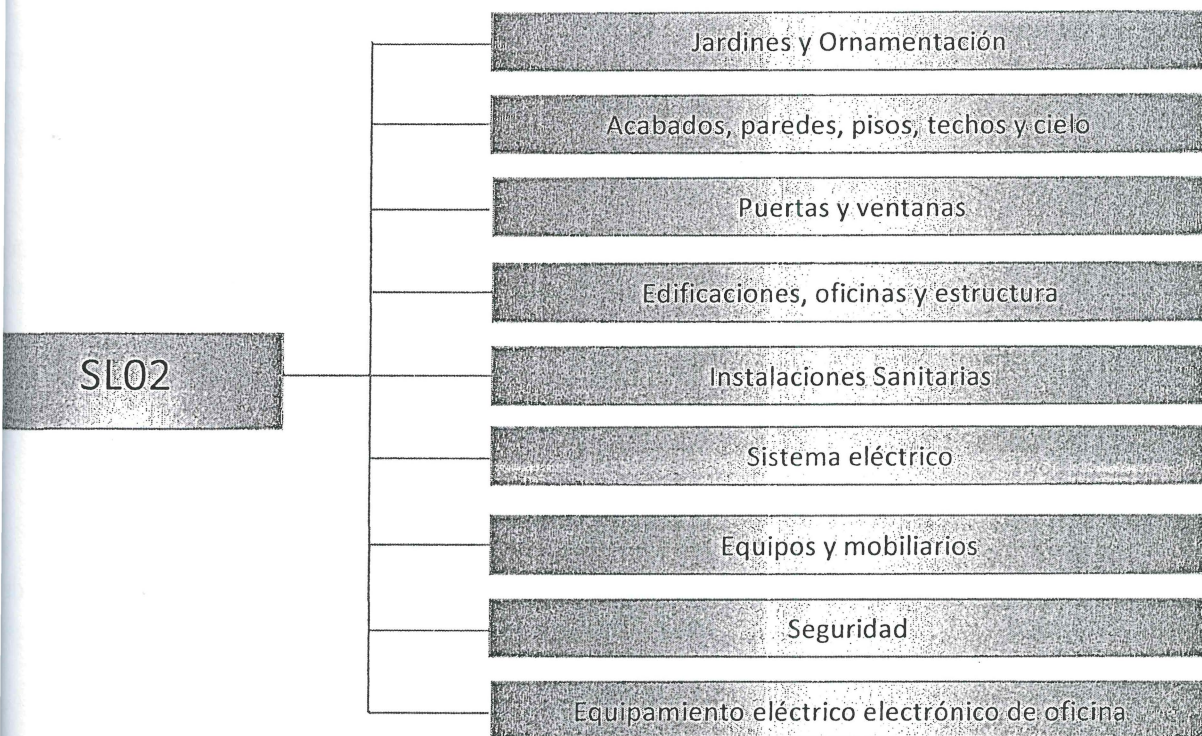 Jardines y Ornamentación
Acabados, paredes, pisos, techos y cielo
Puertas y ventanas
Edificaciones, oficinas y estructura
SL02
Instalaciones Sanitarias
Sistema eléctrico
Equipos y mobiliarios
Seguridad
Equipamiento eléctrico electrónico de oficina